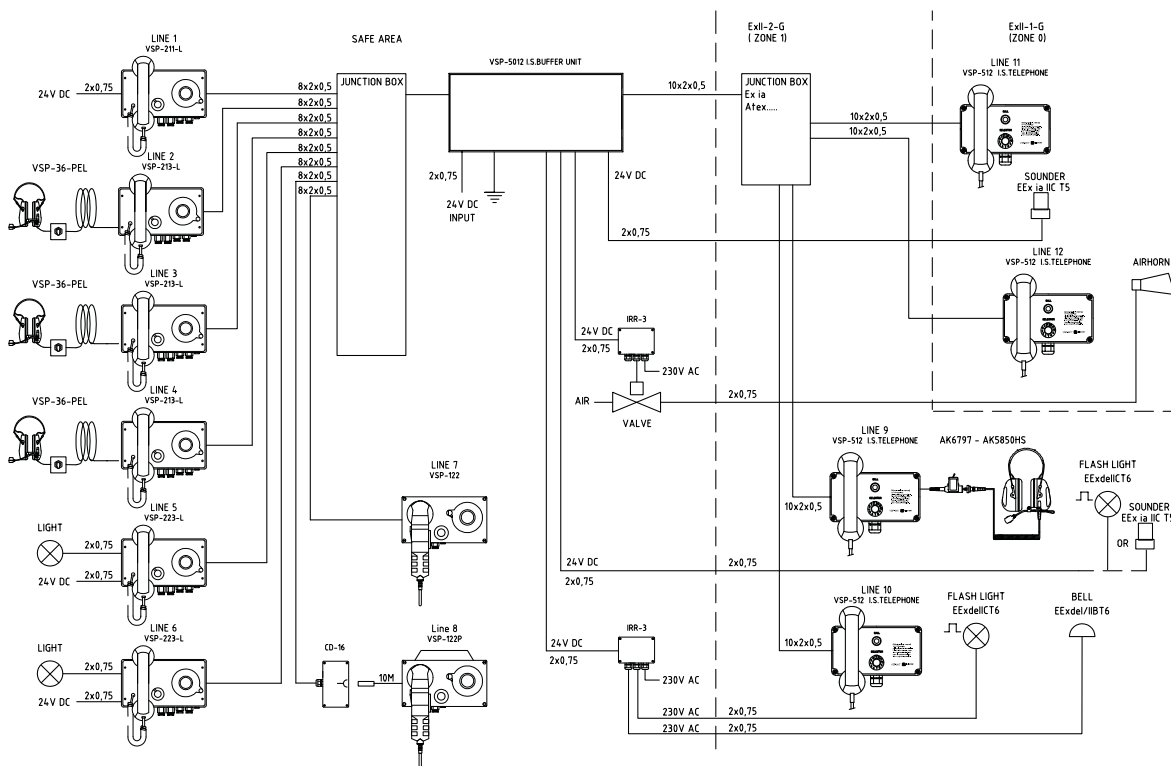 SAFE AREA
ExII-2-G
( ZONE 1)
ExII-1-G
(ZONE 0)
LINE 1
VSP-211-L
24V DC
2x0,75
8x2x0,5
8x2x0,5
8x2x0,5
8x2x0,5
8x2x0,5
8x2x0,5
8x2x0,5
8x2x0,5
JUNCTION BOX
VSP-5012 I.S.BUFFER UNIT
2x0,75
24V DC
INPUT
24V DC
10x2x0,5
JUNCTION BOX
Ex ia
Atex.....
10x2x0,5
10x2x0,5
LINE 11
VSP-512 I.S.TELEPHONE
SOUNDER
EEx ia IIC T5
2x0,75
LINE 2
VSP-213-L
VSP-36-PEL
LINE 12
VSP-512 I.S.TELEPHONE
AIRHORN
LINE 3
VSP-213-L
VSP-36-PEL
24V DC
2x0,75
IRR-3
230V AC
AIR
VALVE
2x0,75
LINE 4
VSP-213-L
VSP-36-PEL
LINE 9
VSP-512 I.S.TELEPHONE
AK6797 - AK5850HS
10x2x0,5
FLASH LIGHT
EExdeIICT6
SOUNDER
EEx ia IIC T5
OR
LINE 7
VSP-122
LINE 5
VSP-223-L
LIGHT
2x0,75
24V DC
2x0,75
24V DC
2x0,75
2x0,75
LINE 10
VSP-512 I.S.TELEPHONE
10x2x0,5
FLASH LIGHT
EExdeIICT6
BELL
EExdeI/IIBT6
LINE 6
VSP-223-L
LIGHT
2x0,75
24V DC
2x0,75
CD-16
10M
Line 8
VSP-122P
24V DC
2x0,75
IRR-3
230V AC
230V AC
2x0,75
230V AC
2x0,75